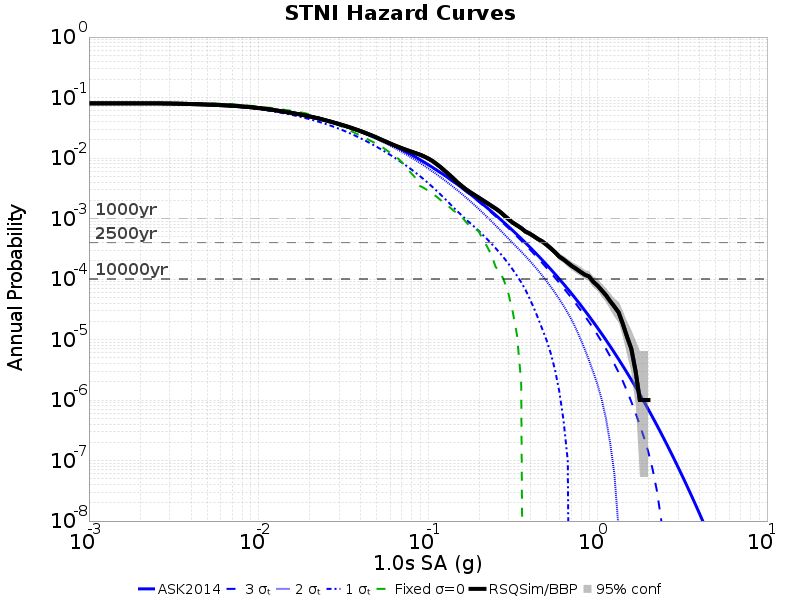 STNI Hazard Curves
10^0
10^-1
10^-2
10^-3
10^-4
10^-5
10^-6
10^-7
10^-8
Annual Probability
1000yr
2500yr
10000yr
10^-3 10^-2 10^-1 10^0 10^1
1.0s SA (g)
ASK2014 3 σₜ 2 σₜ 1 σₜ Fixed σ=0 RSQSim/BBP 95% conf